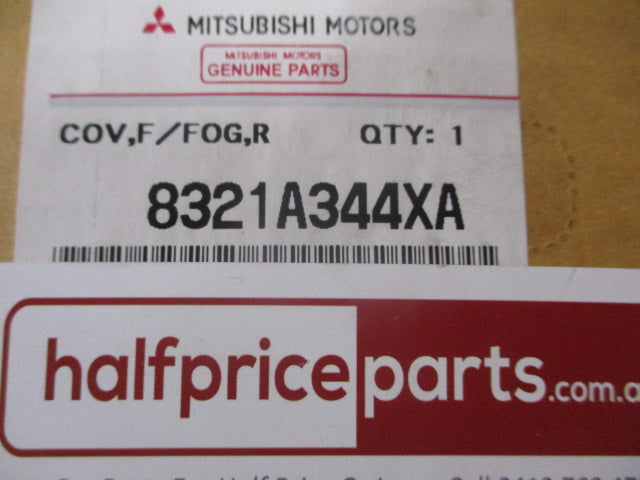 MITSUBISHI MOTORS
MITSUBISHI MOTORS
GENUINE PARTS
COV,F/FOG,R QTY: 1
8321A344XA
halfpriceparts.com.a